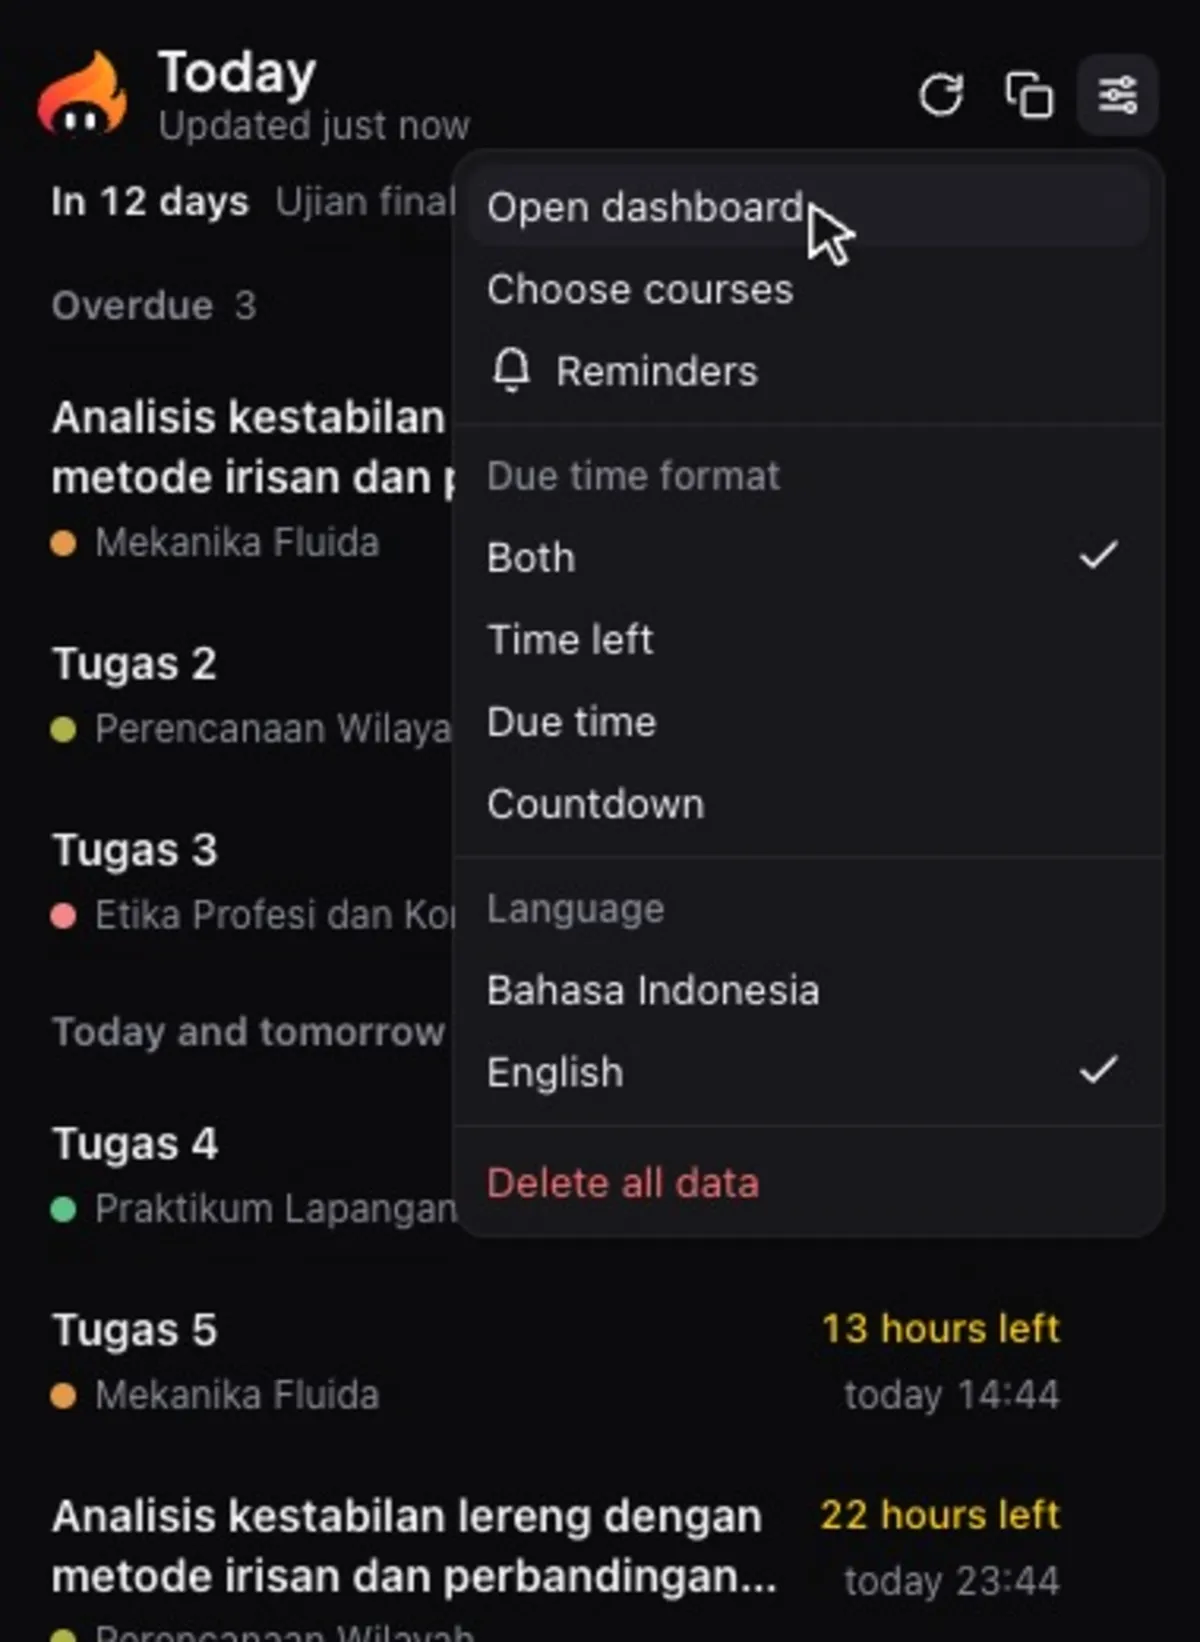 Today
Updated just now
In 12 days Ujian final
Open dashboard
Choose courses
Overdue 3
Reminders
Analisis kestabilan
metode irisan dan
Mekanika Fluida
Due time format
Both
Time left
Due time
Countdown
Tugas 2
Perencanaan Wilaya
Tugas 3
Etika Profesi dan
Language
Bahasa Indonesia
English
Today and tomorrow
Tugas 4
Praktikum Lapangan
Delete all data
Tugas 5 13 hours left
Mekanika Fluida today 14:44
Analisis kestabilan lereng dengan 22 hours left
metode irisan dan perbandingan... today 23:44
Perencanaan Wilayah